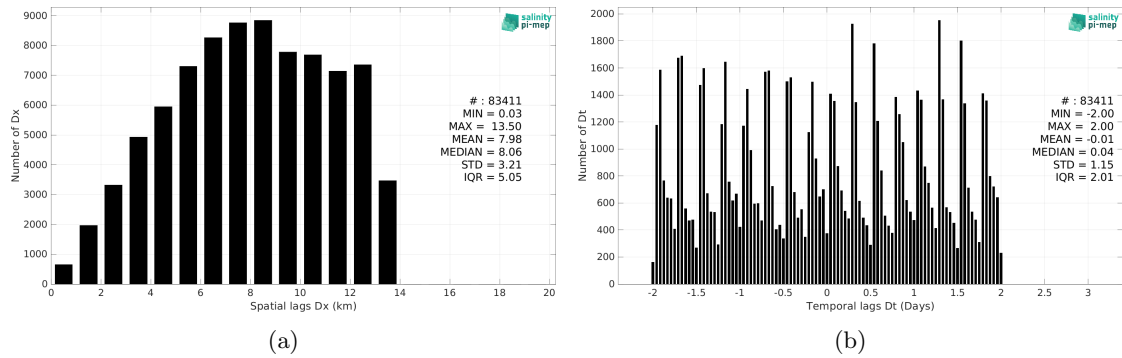 salinity
pi-mep
9000
8000
7000
6000
5000
4000
3000
2000
1000
0
Number of Dx
# : 83411
MIN = 0.03
MAX = 13.50
MEAN = 7.98
MEDIAN = 8.06
STD = 3.21
IQR = 5.05
0 2 4 6 8 10 12 14 16 18 20
Spatial lags Dx (km)
(a)
salinity
pi-mep
2000
1800
1600
1400
1200
1000
800
600
400
200
0
Number of Dt
# : 83411
MIN = -2.00
MAX = 2.00
MEAN = -0.01
MEDIAN = 0.04
STD = 1.15
IQR = 2.01
-2 -1.5 -1 -0.5 0 0.5 1 1.5 2 2.5 3
Temporal lags Dt (Days)
(b)